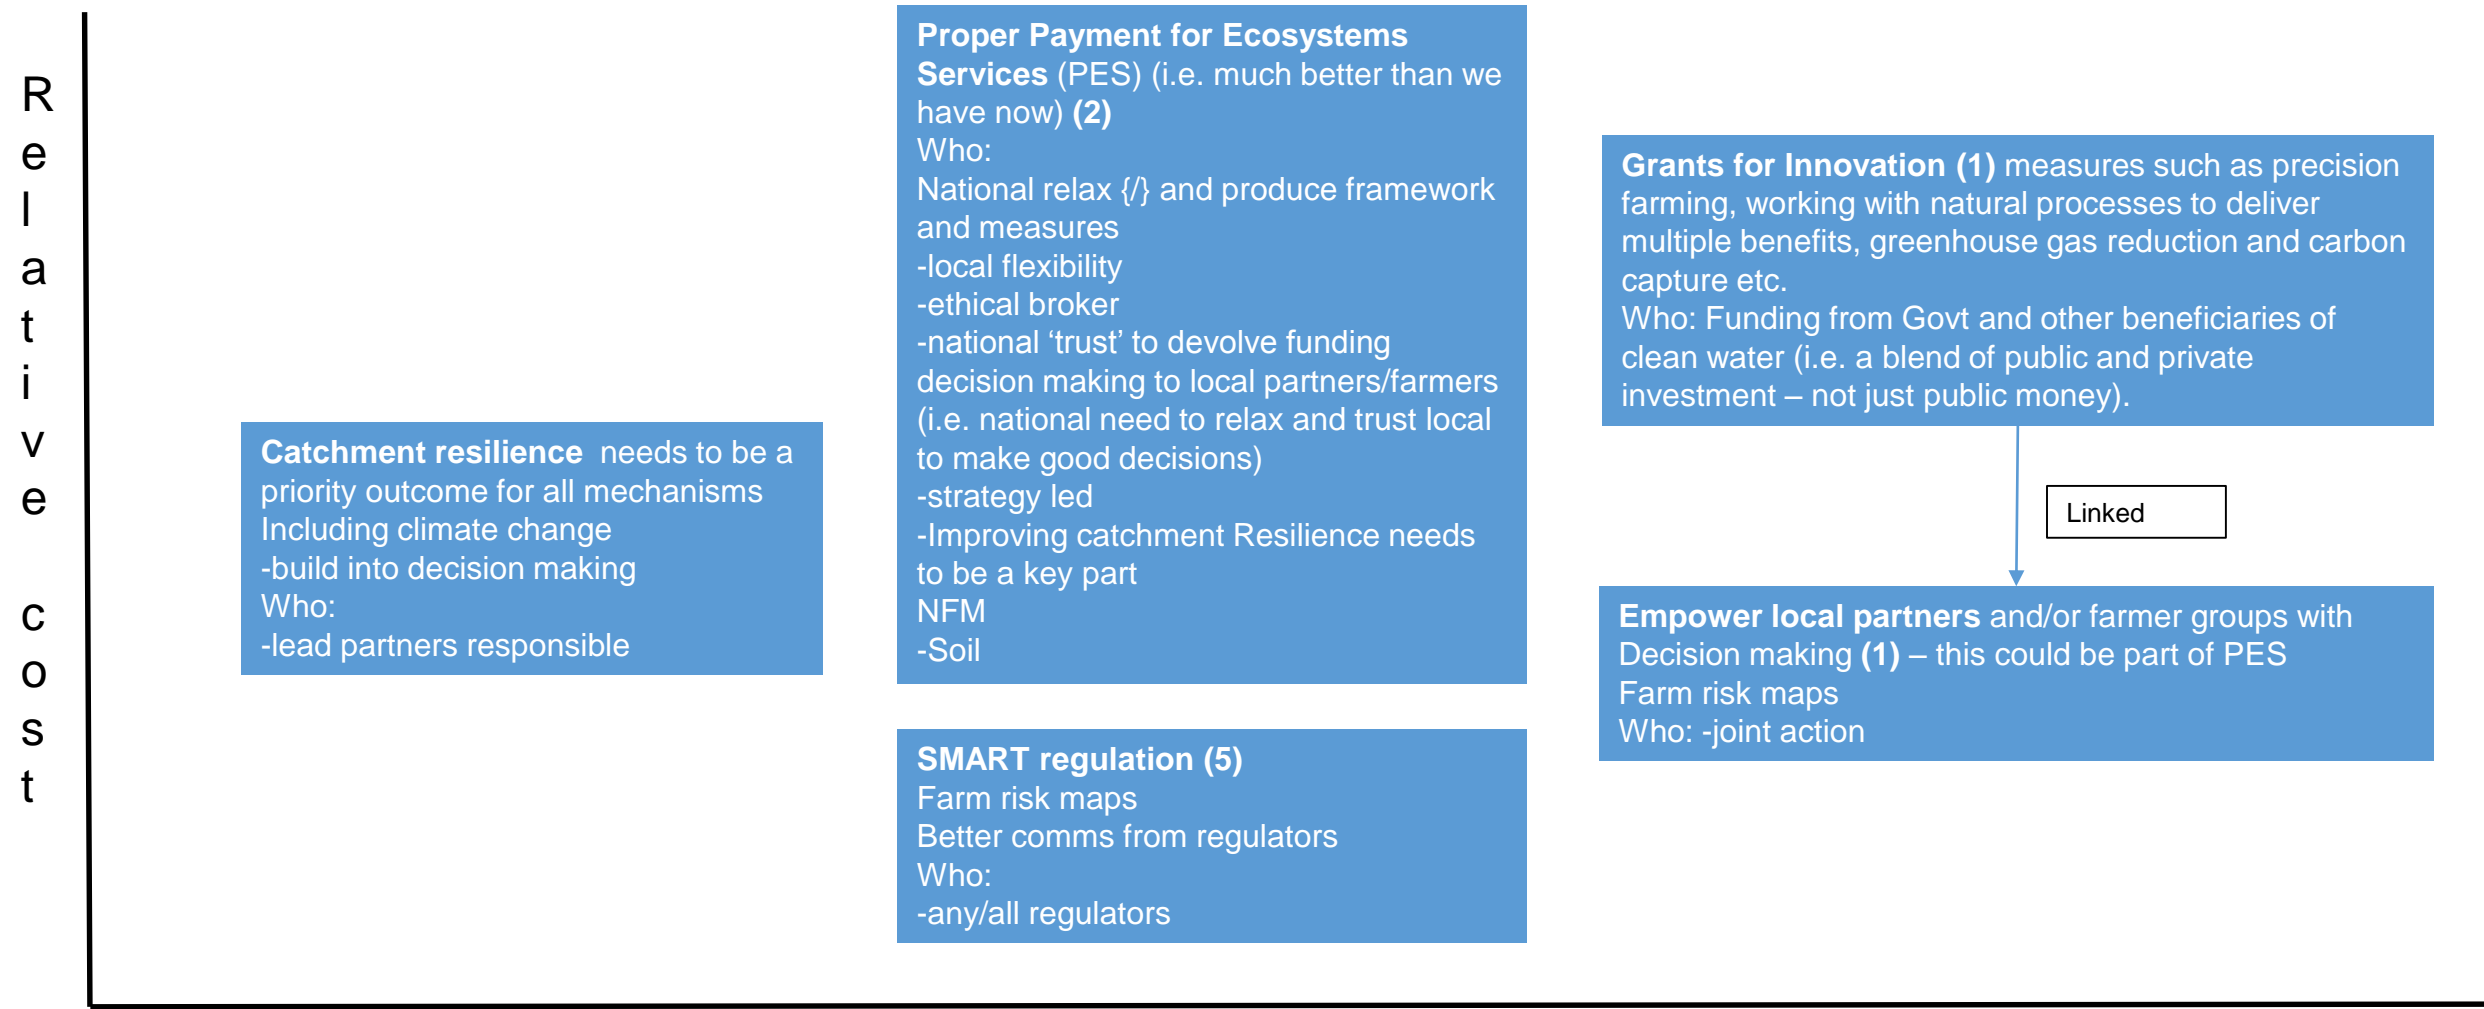 Relative cost
Proper Payment for Ecosystems
Services (PES) (i.e. much better than we
have now) (2)
Who:
National relax {/} and produce framework
and measures
-local flexibility
-ethical broker
-national ‘trust’ to devolve funding
decision making to local partners/farmers
(i.e. national need to relax and trust local
to make good decisions)
-strategy led
-Improving catchment Resilience needs
to be a key part
NFM
-Soil
Grants for Innovation (1) measures such as precision
farming, working with natural processes to deliver
multiple benefits, greenhouse gas reduction and carbon
capture etc.
Who: Funding from Govt and other beneficiaries of
clean water (i.e. a blend of public and private
investment – not just public money).
Catchment resilience  needs to be a
priority outcome for all mechanisms
Including climate change
-build into decision making
Who:
-lead partners responsible
Linked
Empower local partners and/or farmer groups with
Decision making (1) – this could be part of PES
Farm risk maps
Who: -joint action
SMART regulation (5)
Farm risk maps
Better comms from regulators
Who:
-any/all regulators